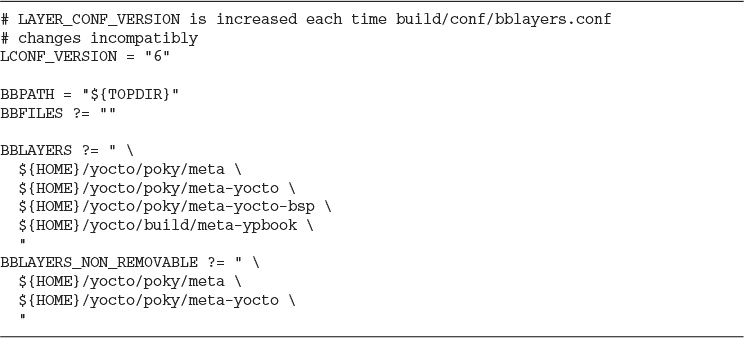 # LAYER_CONF_VERSION is increased each time build/conf/bblayers.conf
# changes incompatibly
LCONF_VERSION = "6"

BBPATH = "${TOPDIR}"
BBFILES ?= ""

BBLAYERS ?= " \
  ${HOME}/yocto/poky/meta \
  ${HOME}/yocto/poky/meta-yocto \
  ${HOME}/yocto/poky/meta-yocto-bsp \
  ${HOME}/yocto/build/meta-ypbook \
  "
BBLAYERS_NON_REMOVABLE ?= " \
  ${HOME}/yocto/poky/meta \
  ${HOME}/yocto/poky/meta-yocto \
  "